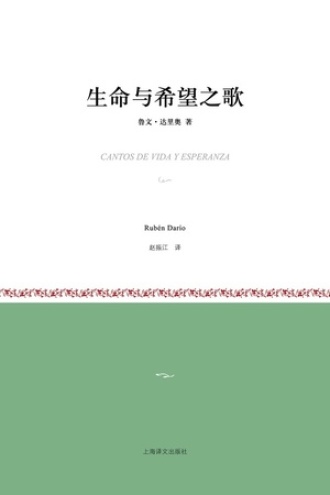 生命与希望之歌
鲁文·达里奥 著
CANTOS DE VIDA Y ESPERANZA
Rubén Darío
赵振江 译
上海译文出版社